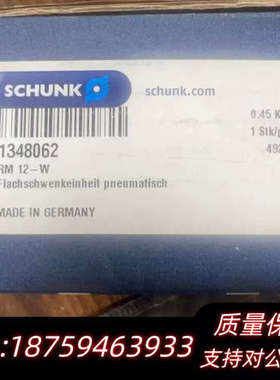 SCHUNK
schunk.com
0.45 K
1348062
1 Stk/
RM 12-W
492
Flachschwenkeinheit pneumatisch
MADE IN GERMANY
质量保
:18759463933
支持对公